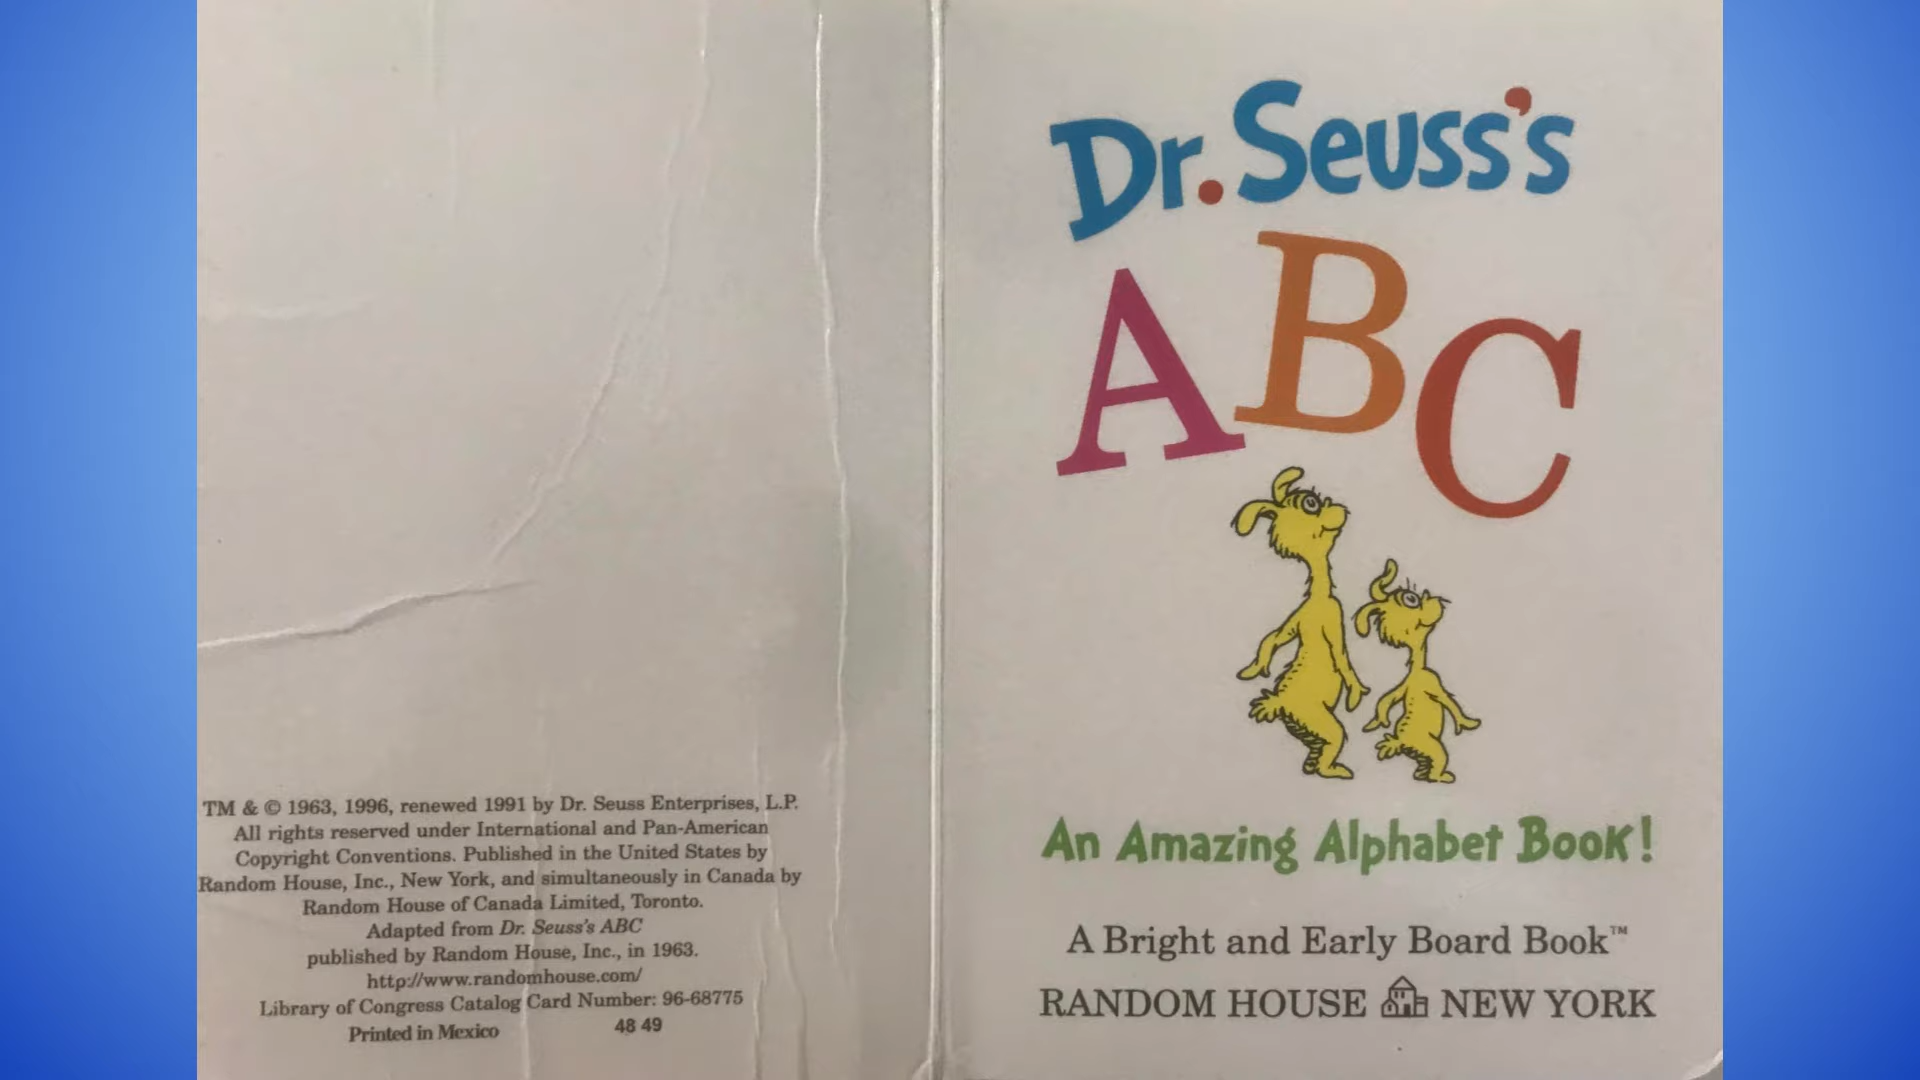 TM & © 1963, 1996, renewed 1991 by Dr. Seuss Enterprises, L.P.
All rights reserved under International and Pan-American
Copyright Conventions. Published in the United States by
Random House, Inc., New York, and simultaneously in Canada by
Random House of Canada Limited, Toronto.
Adapted from Dr. Seuss's ABC
published by Random House, Inc., in 1963.
http://www.randomhouse.com/
Library of Congress Catalog Card Number: 96-68775
Printed in Mexico 48 49
Dr. Seuss's
ABC
An Amazing Alphabet Book!
A Bright and Early Board Book™
RANDOM HOUSE NEW YORK